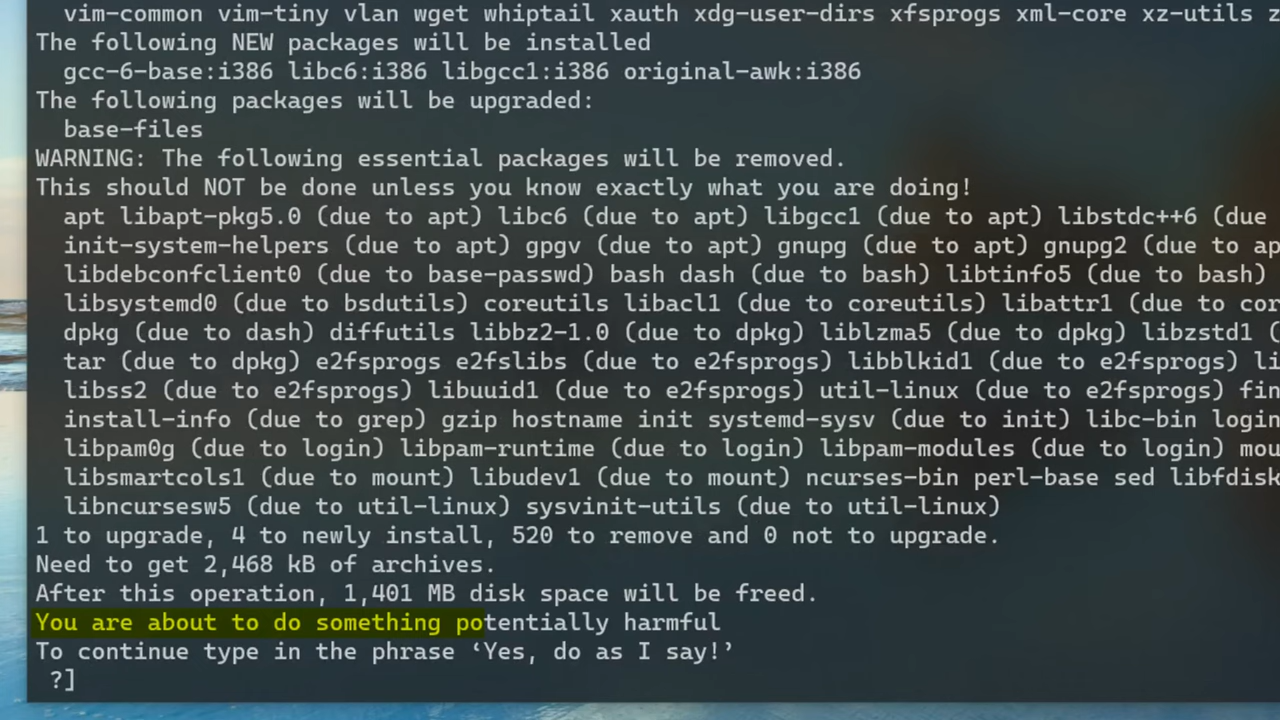 vim-common vim-tiny vlan wget whiptail xauth xdg-user-dirs xfsprogs xml-core xz-utils z
The following NEW packages will be installed
gcc-6-base:i386 libc6:i386 libgcc1:i386 original-awk:i386
The following packages will be upgraded:
base-files
WARNING: The following essential packages will be removed.
This should NOT be done unless you know exactly what you are doing!
apt libapt-pkg5.0 (due to apt) libc6 (due to apt) libgcc1 (due to apt) libstdc++6 (due
init-system-helpers (due to apt) gpgv (due to apt) gnupg (due to apt) gnupg2 (due to ap
libdebconfclient0 (due to base-passwd) bash dash (due to bash) libtinfo5 (due to bash)
libsystemd0 (due to bsdutils) coreutils libacl1 (due to coreutils) libattr1 (due to cor
dpkg (due to dash) diffutils libbz2-1.0 (due to dpkg) liblzma5 (due to dpkg) libzstd1 (
tar (due to dpkg) e2fsprogs e2fslibs (due to e2fsprogs) libblkid1 (due to e2fsprogs) li
libss2 (due to e2fsprogs) libuuid1 (due to e2fsprogs) util-linux (due to e2fsprogs) fin
install-info (due to grep) gzip hostname init systemd-sysv (due to init) libc-bin login
libpam0g (due to login) libpam-runtime (due to login) libpam-modules (due to login) mou
libsmartcols1 (due to mount) libudev1 (due to mount) ncurses-bin perl-base sed libfdisk
libncursesw5 (due to util-linux) sysvinit-utils (due to util-linux)
1 to upgrade, 4 to newly install, 520 to remove and 0 not to upgrade.
Need to get 2,468 kB of archives.
After this operation, 1,401 MB disk space will be freed.
You are about to do something potentially harmful
To continue type in the phrase ‘Yes, do as I say!’
?]